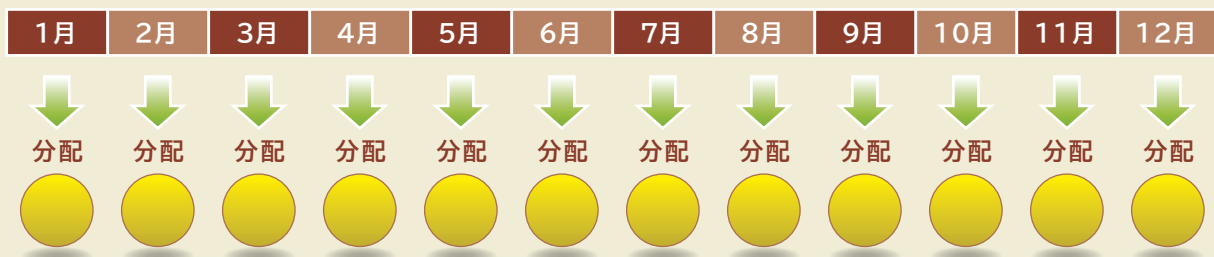 1月 2月 3月 4月 5月 6月 7月 8月 9月 10月 11月 12月
分配 分配 分配 分配 分配 分配 分配 分配 分配 分配 分配 分配